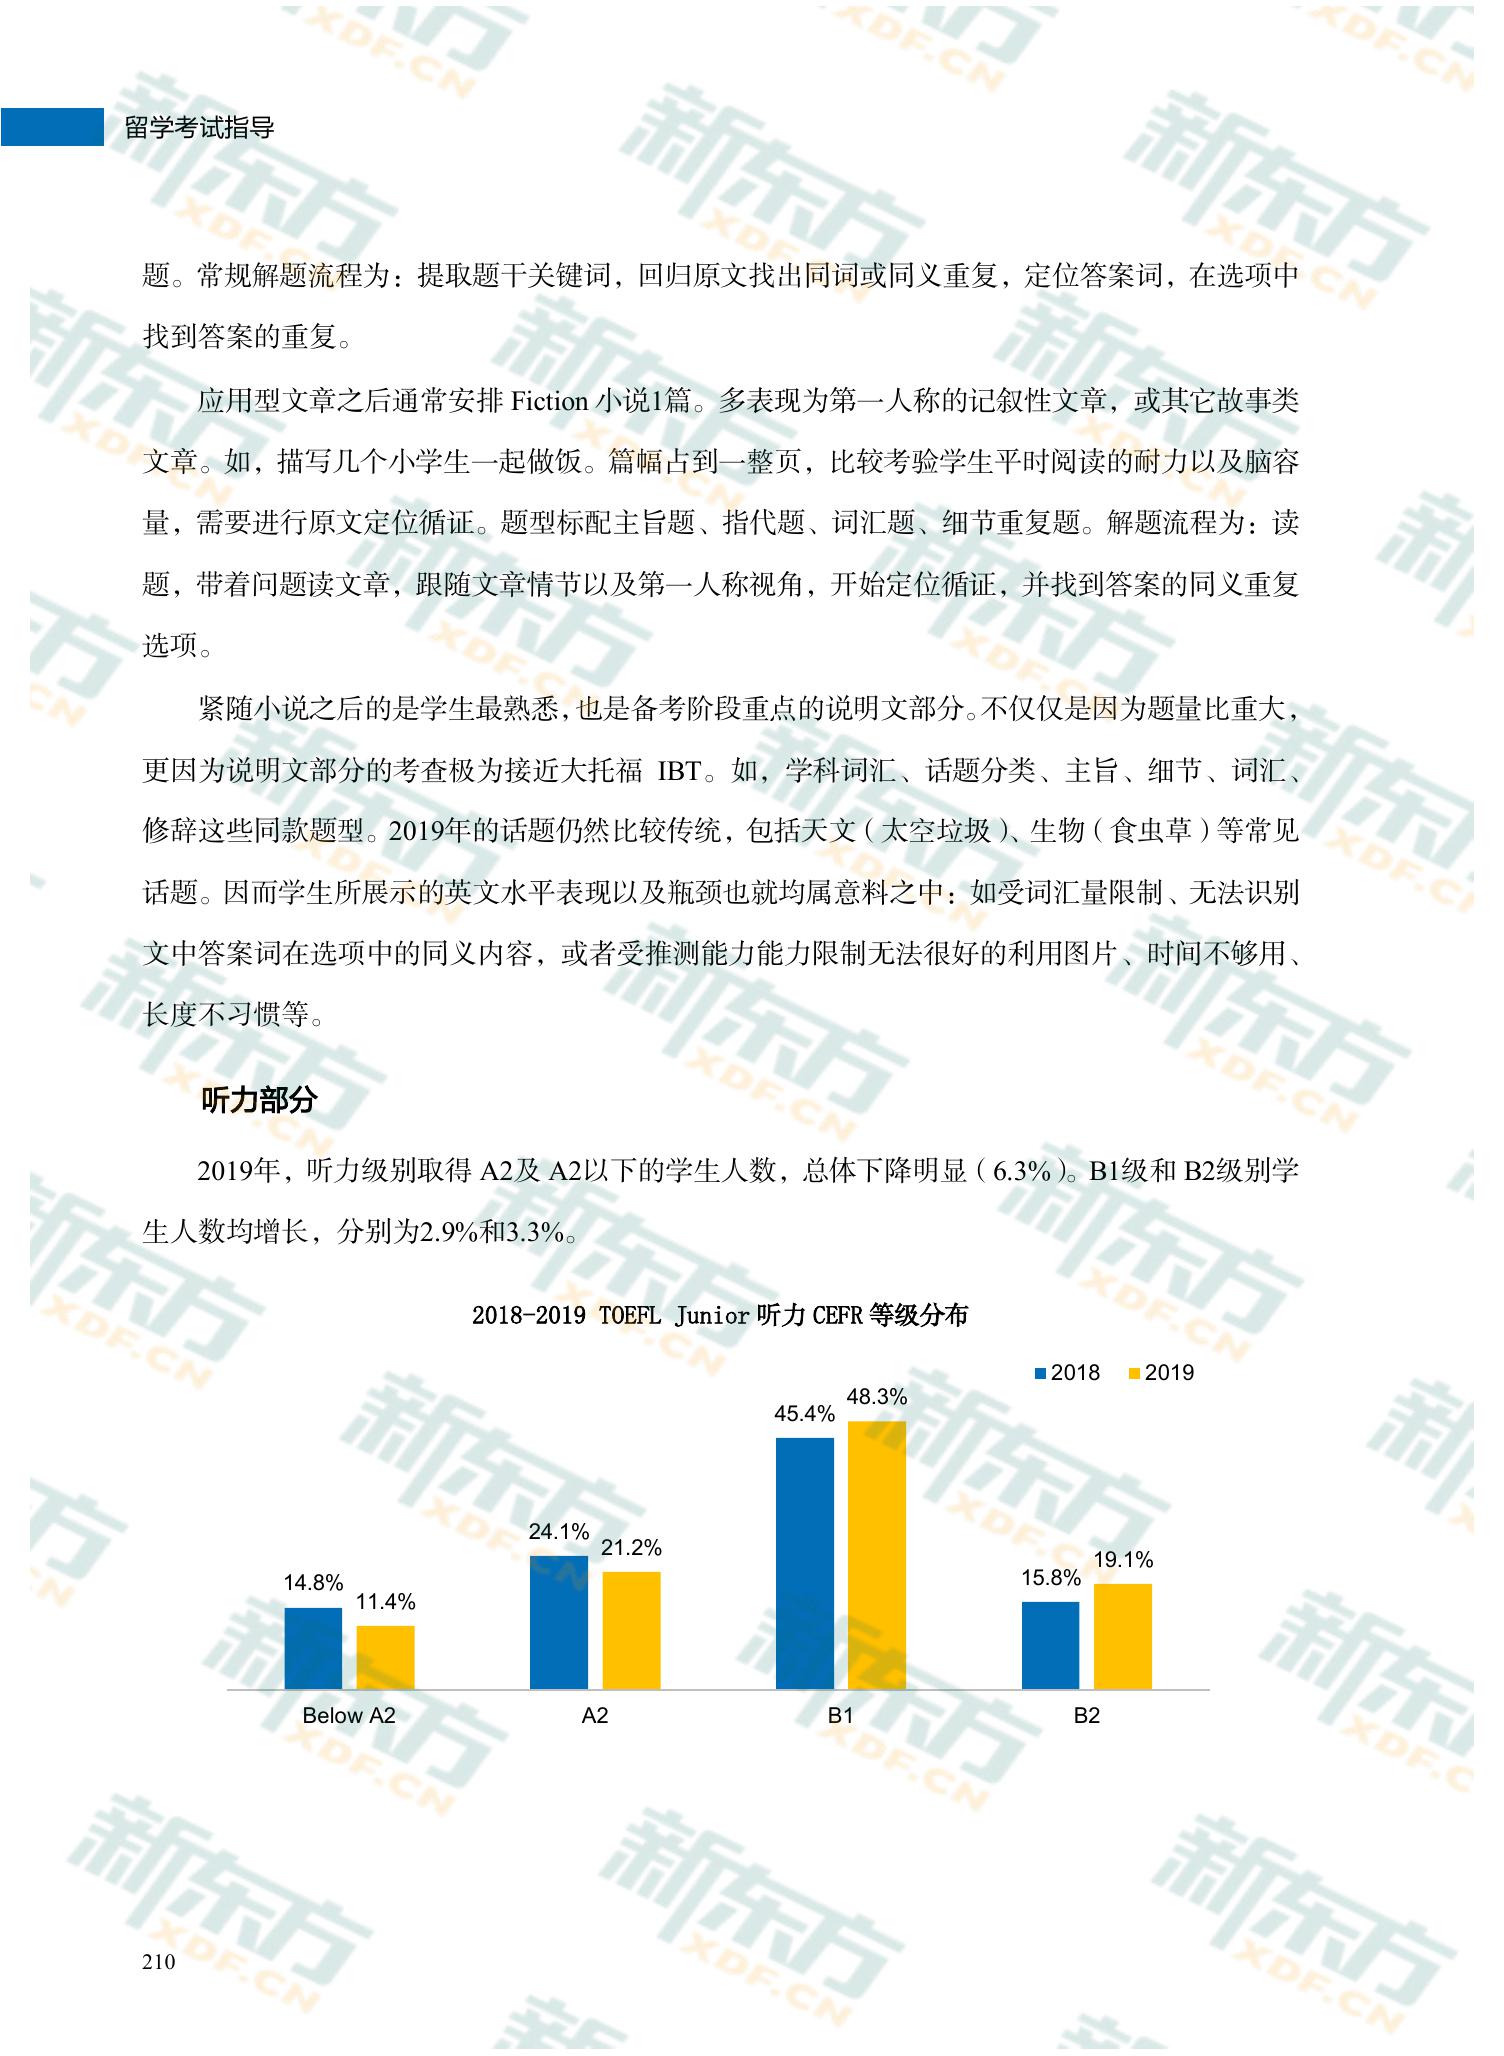 留学考试指导
题。常规解题流程为：提取题干关键词，回归原文找出同词或同义重复，定位答案词，在选项中
找到答案的重复。
应用型文章之后通常安排 Fiction 小说1篇。多表现为第一人称的记叙性文章，或其它故事类
文章。如，描写几个小学生一起做饭。篇幅占到一整页，比较考验学生平时阅读的耐力以及脑容
量，需要进行原文定位循证。题型标配主旨题、指代题、词汇题、细节重复题。解题流程为：读
题，带着问题读文章，跟随文章情节以及第一人称视角，开始定位循证，并找到答案的同义重复
选项。
紧随小说之后的是学生最熟悉，也是备考阶段重点的说明文部分。不仅仅是因为题量比重大，
更因为说明文部分的考查极为接近大托福 IBT。如，学科词汇、话题分类、主旨、细节、词汇、
修辞这些同款题型。2019年的话题仍然比较传统，包括天文（太空垃圾）、生物（食虫草）等常见
话题。因而学生所展示的英文水平表现以及瓶颈也就均属意料之中：如受词汇量限制、无法识别
文中答案词在选项中的同义内容，或者受推测能力能力限制无法很好的利用图片、时间不够用、
长度不习惯等。
听力部分
2019年，听力级别取得 A2及 A2以下的学生人数，总体下降明显（6.3%）。B1级和 B2级别学
生人数均增长，分别为2.9%和3.3%。
2018-2019 TOEFL Junior 听力 CEFR 等级分布
2018 2019
14.8% 11.4% 24.1% 21.2% 45.4% 48.3% 15.8% 19.1%
Below A2 A2 B1 B2
210
新东方
XDF.CN